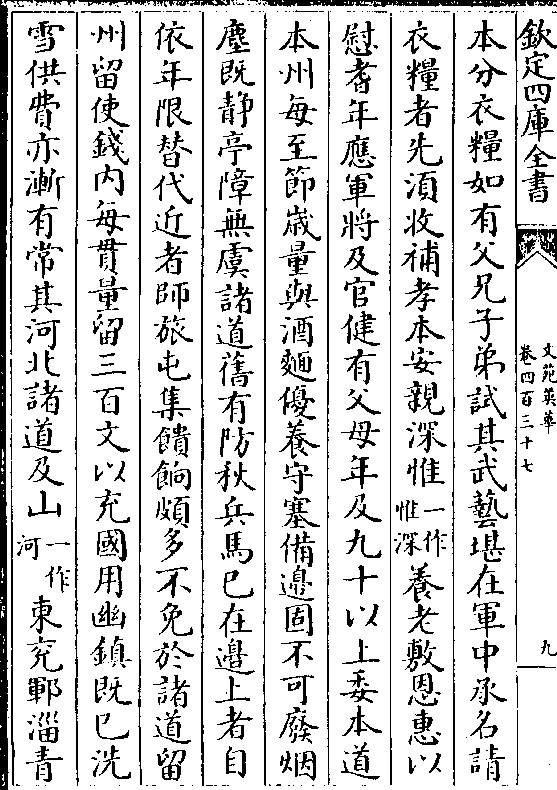 欽定四庫全書
文苑英華
卷四百三十七
九
本分衣糧如有父兄子弟試其武藝堪在軍中承名請
衣糧者先須收補孝本安親深惟一作惟深養老敷恩惠以
慰耆年應軍將及官健有父母年及九十以上委本道
本州每至節歲量與酒麵優養守塞備邊固不可廢烟
塵既静亭障無虞諸道舊有防秋兵馬已在邊上者自
依年限替代近者師旅屯集饋餉頗多不免於諸道留
州留使錢内每貫量留三百文以充國用幽鎮既已洗
雪供費亦漸有常其河北諸道及山一作河東兖鄆淄青